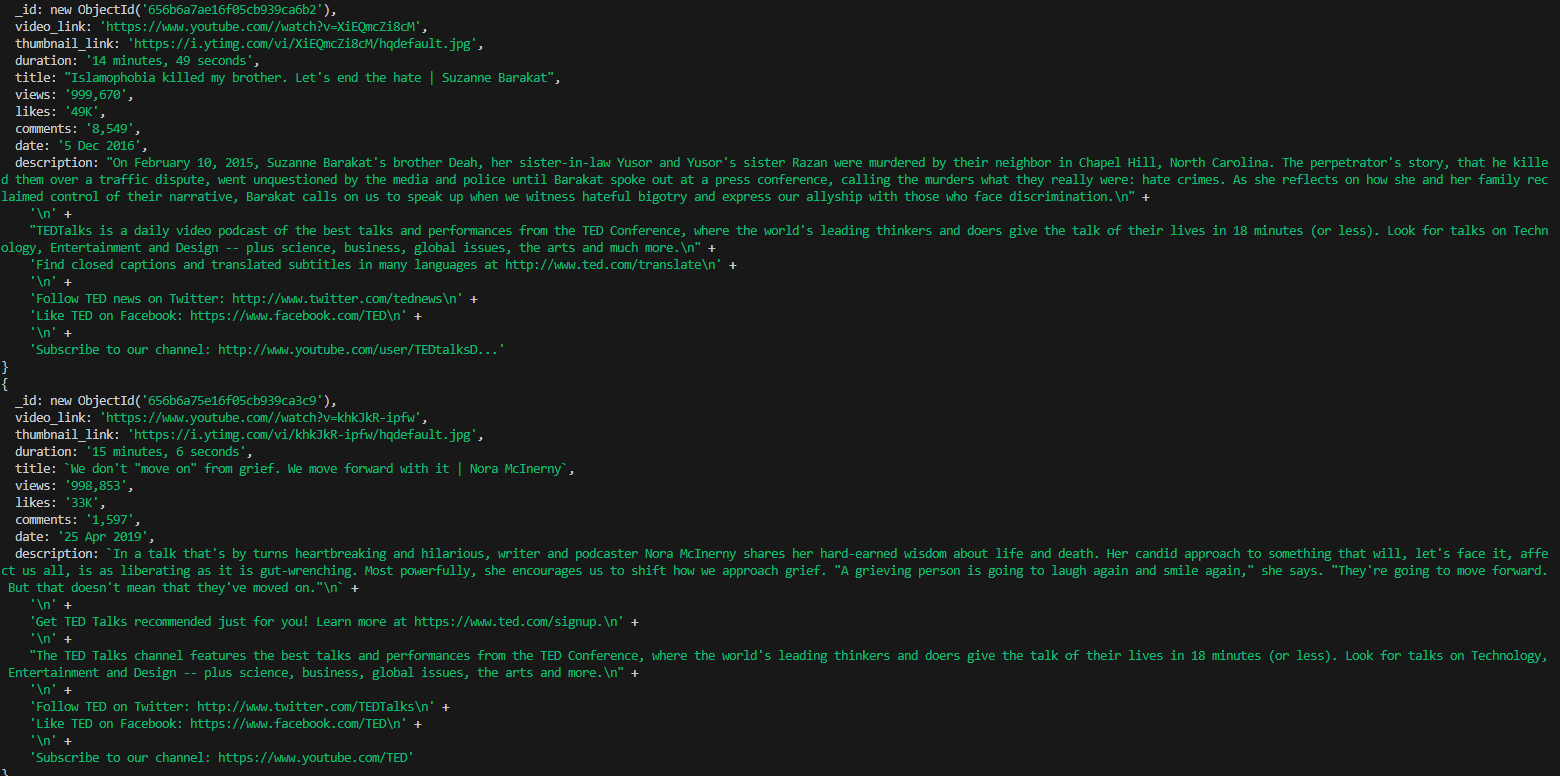 _id: new ObjectId('656b6a7ae16f05cb939ca6b2'),
video_link: 'https://www.youtube.com//watch?v=XiEQmcZi8cM',
thumbnail_link: 'https://i.ytimg.com/vi/XiEQmcZi8cM/hqdefault.jpg',
duration: '14 minutes, 49 seconds',
title: "Islamophobia killed my brother. Let's end the hate | Suzanne Barakat",
views: '999,670',
likes: '49K',
comments: '8,549',
date: '5 Dec 2016',
description: "On February 10, 2015, Suzanne Barakat's brother Deah, her sister-in-law Yusor and Yusor's sister Razan were murdered by their neighbor in Chapel Hill, North Carolina. The perpetrator's story, that he kille
d them over a traffic dispute, went unquestioned by the media and police until Barakat spoke out at a press conference, calling the murders what they really were: hate crimes. As she reflects on how she and her family rec
laimed control of their narrative, Barakat calls on us to speak up when we witness hateful bigotry and express our allyship with those who face discrimination.\n" +
'\n' +
"TEDTalks is a daily video podcast of the best talks and performances from the TED Conference, where the world's leading thinkers and doers give the talk of their lives in 18 minutes (or less). Look for talks on Techn
ology, Entertainment and Design -- plus science, business, global issues, the arts and much more.\n" +
'Find closed captions and translated subtitles in many languages at http://www.ted.com/translate\n' +
'\n' +
'Follow TED news on Twitter: http://www.twitter.com/tednews\n' +
'Like TED on Facebook: https://www.facebook.com/TED\n' +
'\n' +
'Subscribe to our channel: http://www.youtube.com/user/TEDtalksD...'
}
{
_id: new ObjectId('656b6a75e16f05cb939ca3c9'),
video_link: 'https://www.youtube.com//watch?v=khkJkR-ipfw',
thumbnail_link: 'https://i.ytimg.com/vi/khkJkR-ipfw/hqdefault.jpg',
duration: '15 minutes, 6 seconds',
title: `We don't "move on" from grief. We move forward with it | Nora McInerny`,
views: '998,853',
likes: '33K',
comments: '1,597',
date: '25 Apr 2019',
description: `In a talk that's by turns heartbreaking and hilarious, writer and podcaster Nora McInerny shares her hard-earned wisdom about life and death. Her candid approach to something that will, let's face it, affe
ct us all, is as liberating as it is gut-wrenching. Most powerfully, she encourages us to shift how we approach grief. "A grieving person is going to laugh again and smile again," she says. "They're going to move forward.
But that doesn't mean that they've moved on."\n` +
'\n' +
'Get TED Talks recommended just for you! Learn more at https://www.ted.com/signup.\n' +
'\n' +
"The TED Talks channel features the best talks and performances from the TED Conference, where the world's leading thinkers and doers give the talk of their lives in 18 minutes (or less). Look for talks on Technology,
Entertainment and Design -- plus science, business, global issues, the arts and more.\n" +
'\n' +
'Follow TED on Twitter: http://www.twitter.com/TEDTalks\n' +
'Like TED on Facebook: https://www.facebook.com/TED\n' +
'\n' +
'Subscribe to our channel: https://www.youtube.com/TED'
}